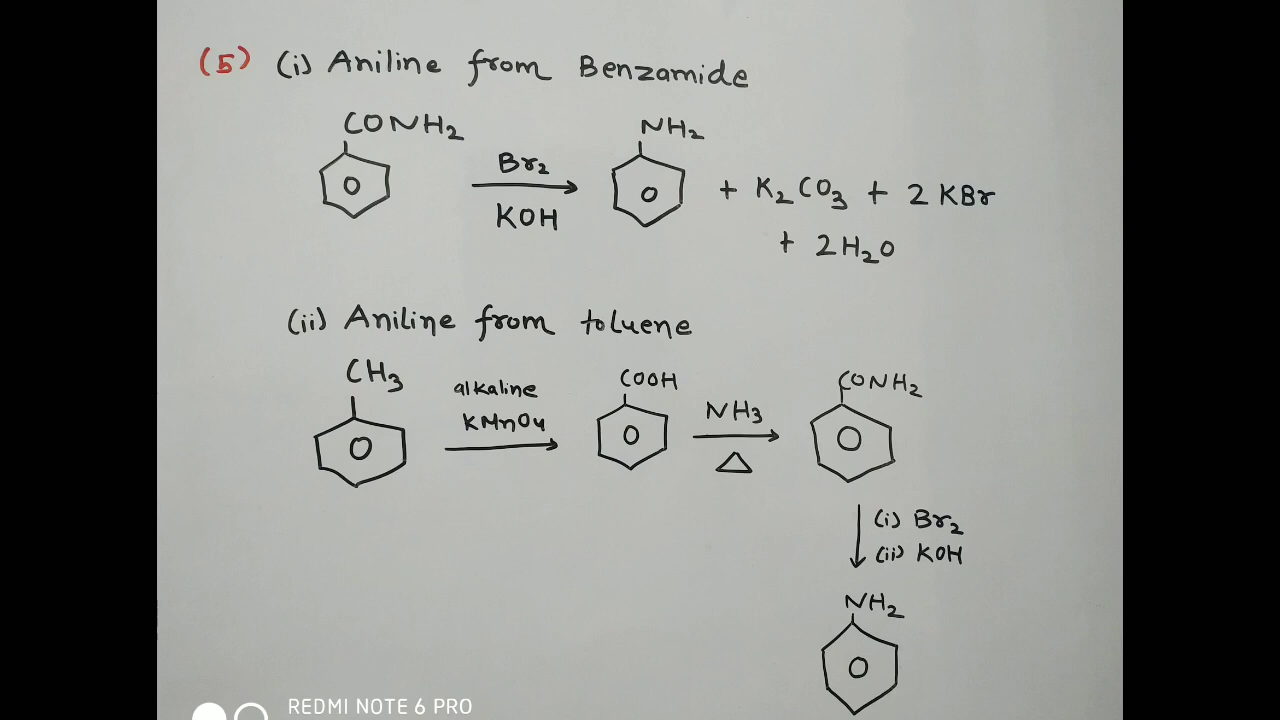 (5) (i) Aniline from Benzamide
CONH2
NH2
Br2
KOH
+ K2CO3 + 2 KBr
+ 2H2O
(ii) Aniline from toluene
CH3
alkaline
KMnO4
COOH
NH3
△
CONH2
(i) Br2
(ii) KOH
NH2
REDMI NOTE 6 PRO